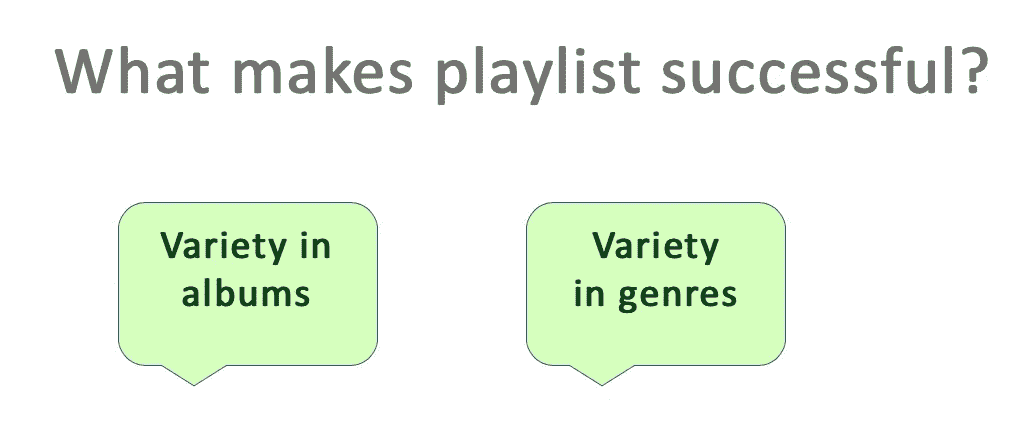 What makes playlist successful?
Variety in
albums
Variety
in genres